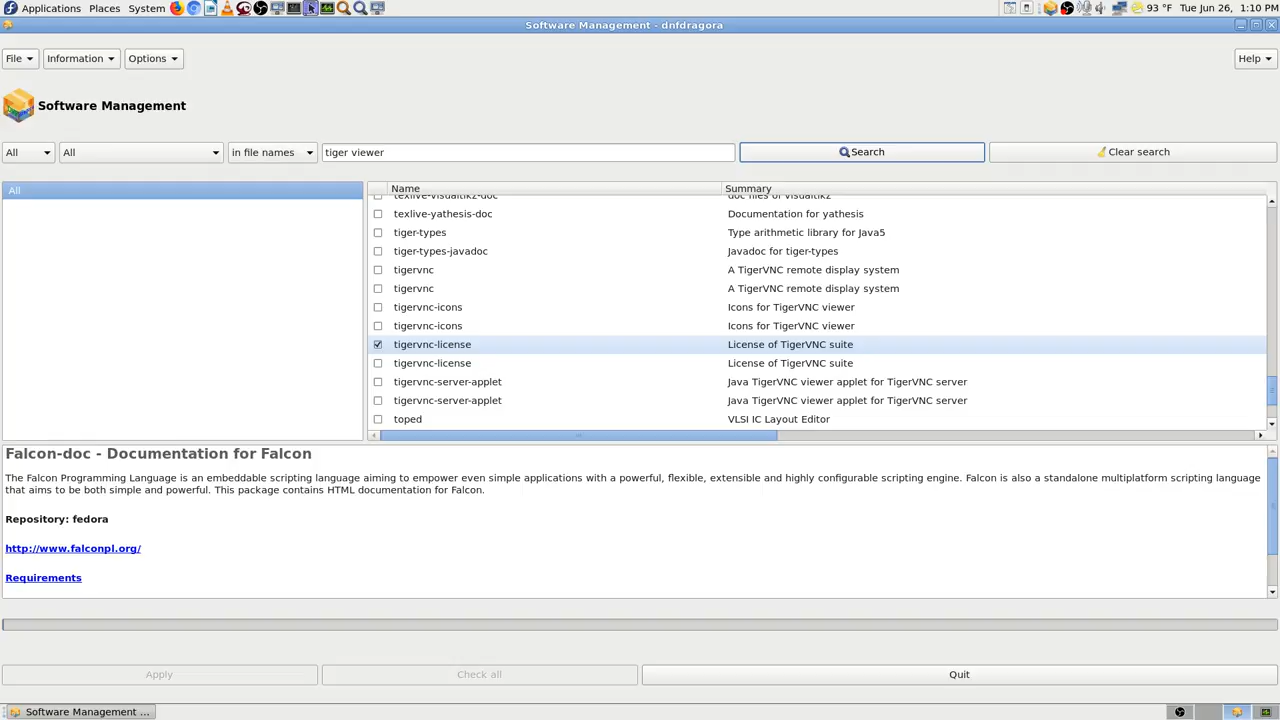 Applications Places System 93 °F Tue Jun 26, 1:10 PM
Software Management - dnfdragora
File Information Options Help
Software Management
All All in file names tiger viewer Search Clear search
All
Name Summary
texlive-visualtikz-doc doc files of visualtikz
texlive-yathesis-doc Documentation for yathesis
tiger-types Type arithmetic library for Java5
tiger-types-javadoc Javadoc for tiger-types
tigervnc A TigerVNC remote display system
tigervnc A TigerVNC remote display system
tigervnc-icons Icons for TigerVNC viewer
tigervnc-icons Icons for TigerVNC viewer
tigervnc-license License of TigerVNC suite
tigervnc-license License of TigerVNC suite
tigervnc-server-applet Java TigerVNC viewer applet for TigerVNC server
tigervnc-server-applet Java TigerVNC viewer applet for TigerVNC server
toped VLSI IC Layout Editor
Falcon-doc - Documentation for Falcon
The Falcon Programming Language is an embeddable scripting language aiming to empower even simple applications with a powerful, flexible, extensible and highly configurable scripting engine. Falcon is also a standalone multiplatform scripting language
that aims to be both simple and powerful. This package contains HTML documentation for Falcon.
Repository: fedora
http://www.falconpl.org/
Requirements
Apply Check all Quit
Software Management ...